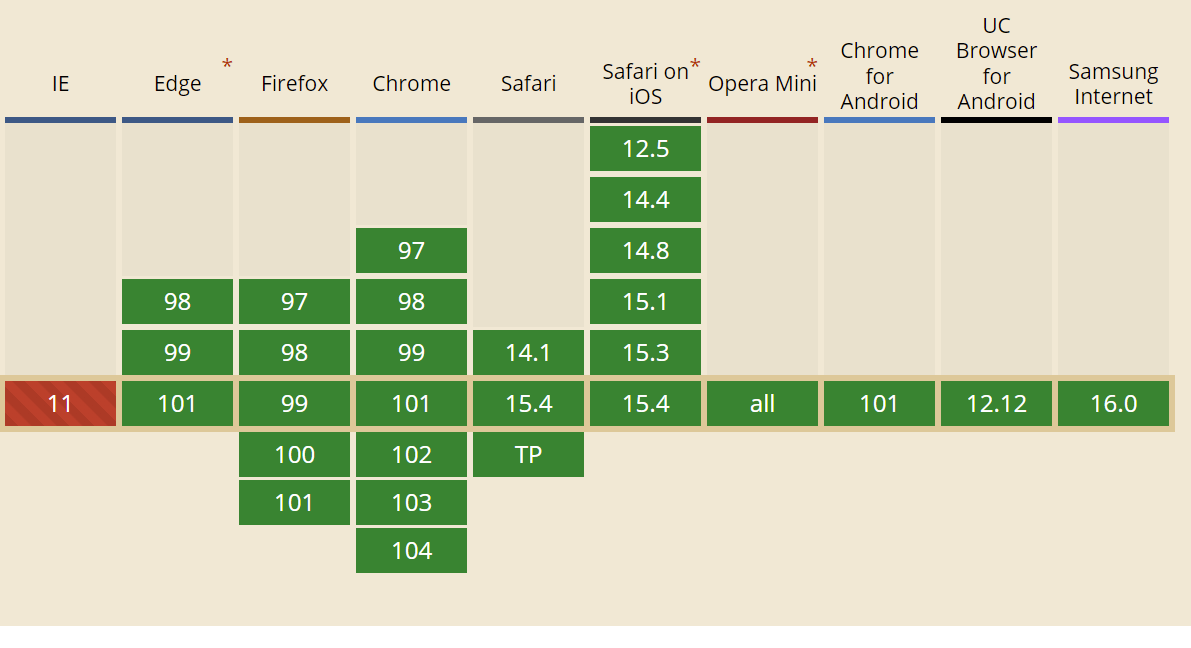 IE
Edge
*
Firefox
Chrome
Safari
Safari on*
iOS
*
Opera Mini
Chrome
for
Android
UC
Browser
for
Android
Samsung
Internet
12.5
14.4
97
14.8
98
97
98
15.1
99
98
99
14.1
15.3
11
101
99
101
15.4
15.4
all
101
12.12
16.0
100
102
TP
101
103
104